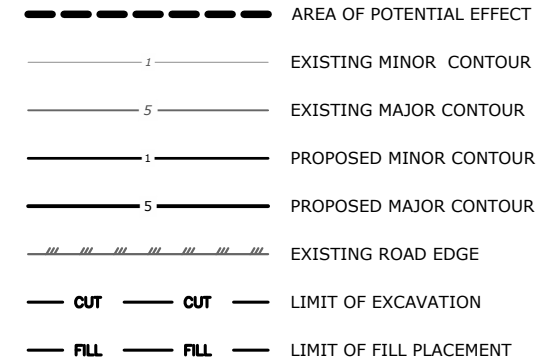 AREA OF POTENTIAL EFFECT
1 EXISTING MINOR CONTOUR
5 EXISTING MAJOR CONTOUR
1 PROPOSED MINOR CONTOUR
5 PROPOSED MAJOR CONTOUR
EXISTING ROAD EDGE
CUT CUT LIMIT OF EXCAVATION
FILL FILL LIMIT OF FILL PLACEMENT